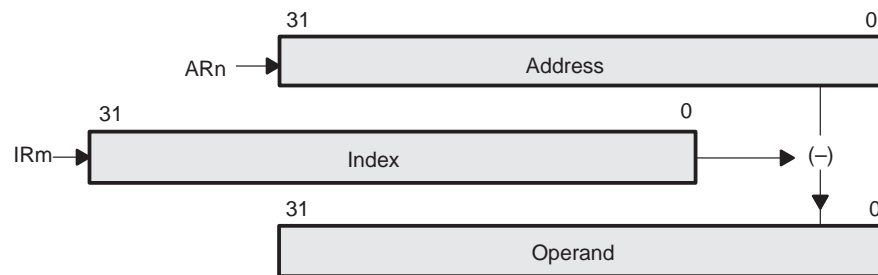 31 0
ARn Address
31 0
IRm Index (–)
31 0
Operand